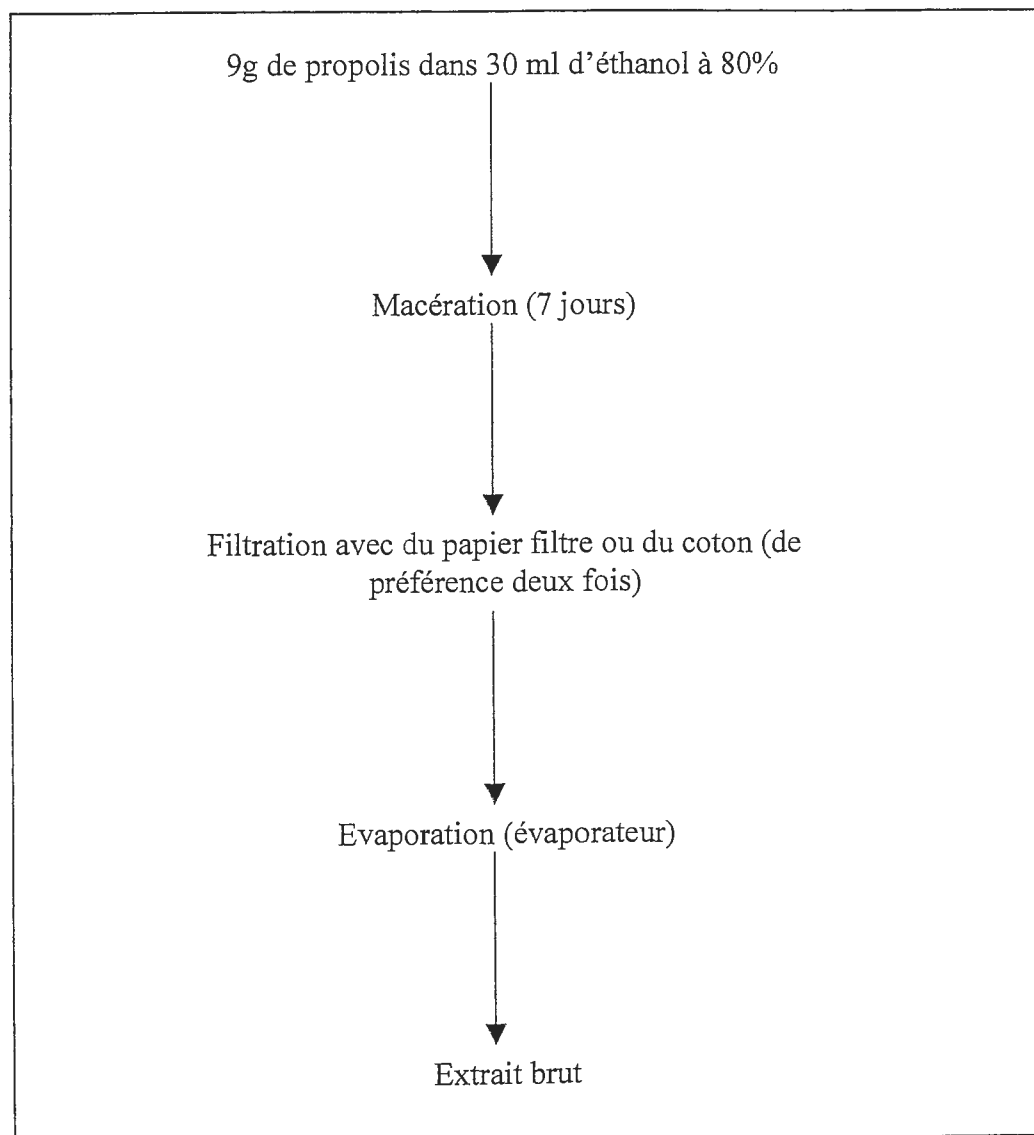 9g de propolis dans 30 ml d’éthanol à 80%
Macération (7 jours)
Filtration avec du papier filtre ou du coton (de
préférence deux fois)
Evaporation (évaporateur)
Extrait brut